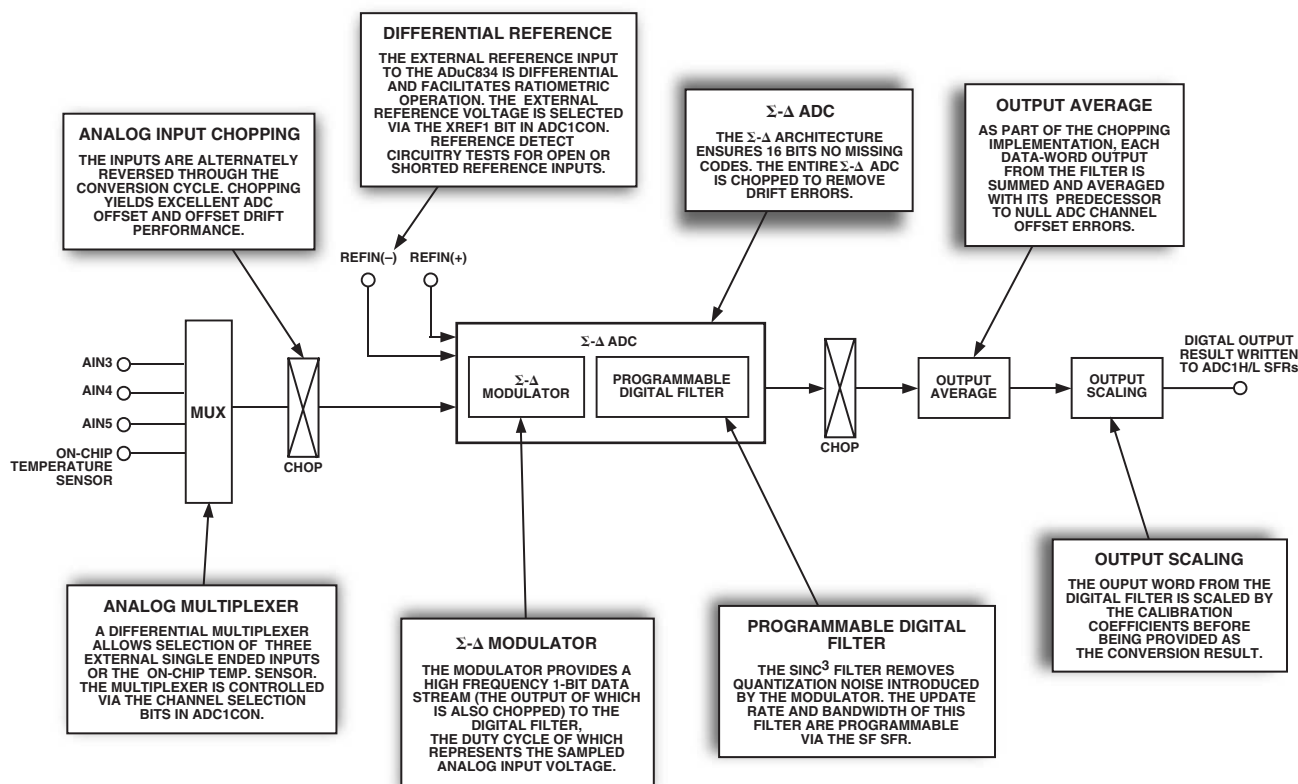 DIFFERENTIAL REFERENCE
THE EXTERNAL REFERENCE INPUT
TO THE ADuC834 IS DIFFERENTIAL
AND FACILITATES RATIOMETRIC
OPERATION. THE EXTERNAL
REFERENCE VOLTAGE IS SELECTED
VIA THE XREF1 BIT IN ADC1CON.
REFERENCE DETECT
CIRCUITRY TESTS FOR OPEN OR
SHORTED REFERENCE INPUTS.
ANALOG INPUT CHOPPING
THE INPUTS ARE ALTERNATELY
REVERSED THROUGH THE
CONVERSION CYCLE. CHOPPING
YIELDS EXCELLENT ADC
OFFSET AND OFFSET DRIFT
PERFORMANCE.
Σ-Δ ADC
THE Σ-Δ ARCHITECTURE
ENSURES 16 BITS NO MISSING
CODES. THE ENTIRE Σ-Δ ADC
IS CHOPPED TO REMOVE
DRIFT ERRORS.
OUTPUT AVERAGE
AS PART OF THE CHOPPING
IMPLEMENTATION, EACH
DATA-WORD OUTPUT
FROM THE FILTER IS
SUMMED AND AVERAGED
WITH ITS PREDECESSOR
TO NULL ADC CHANNEL
OFFSET ERRORS.
REFIN(–) REFIN(+)
AIN3
AIN4
AIN5
ON-CHIP
TEMPERATURE
SENSOR
MUX
CHOP
Σ-Δ ADC
Σ-Δ
MODULATOR
PROGRAMMABLE
DIGITAL FILTER
CHOP
OUTPUT
AVERAGE
OUTPUT
SCALING
DIGTAL OUTPUT
RESULT WRITTEN
TO ADC1H/L SFRs
ANALOG MULTIPLEXER
A DIFFERENTIAL MULTIPLEXER
ALLOWS SELECTION OF THREE
EXTERNAL SINGLE ENDED INPUTS
OR THE ON-CHIP TEMP. SENSOR.
THE MULTIPLEXER IS CONTROLLED
VIA THE CHANNEL SELECTION
BITS IN ADC1CON.
Σ-Δ MODULATOR
THE MODULATOR PROVIDES A
HIGH FREQUENCY 1-BIT DATA
STREAM (THE OUTPUT OF WHICH
IS ALSO CHOPPED) TO THE
DIGITAL FILTER,
THE DUTY CYCLE OF WHICH
REPRESENTS THE SAMPLED
ANALOG INPUT VOLTAGE.
PROGRAMMABLE DIGITAL
FILTER
THE SINC³ FILTER REMOVES
QUANTIZATION NOISE INTRODUCED
BY THE MODULATOR. THE UPDATE
RATE AND BANDWIDTH OF THIS
FILTER ARE PROGRAMMABLE
VIA THE SF SFR.
OUTPUT SCALING
THE OUPUT WORD FROM THE
DIGITAL FILTER IS SCALED BY
THE CALIBRATION
COEFFICIENTS BEFORE
BEING PROVIDED AS
THE CONVERSION RESULT.